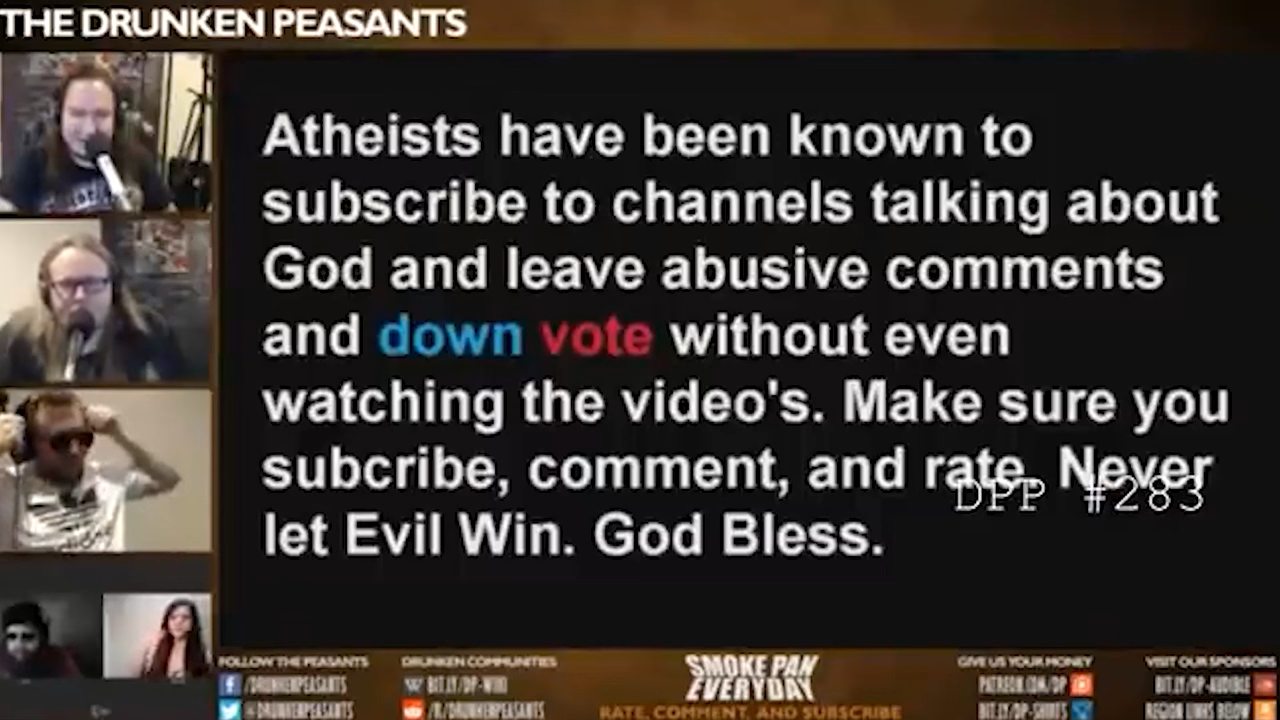 THE DRUNKEN PEASANTS
Atheists have been known to
subscribe to channels talking about
God and leave abusive comments
and down vote without even
watching the video's. Make sure you
subcribe, comment, and rate. Never
let Evil Win. God Bless.
DPP #283
FOLLOW THE PEASANTS
/DRUNKENPEASANTS
@DRUNKENPEASANTS
DRUNKEN COMMUNITIES
BIT.LY/DP-WIKI
/R/DRUNKENPEASANTS
SMOKE PAN
EVERYDAY
RATE, COMMENT, AND SUBSCRIBE
GIVE US YOUR MONEY
PATREON.COM/DP
BIT.LY/DP-SHIRTS
VISIT OUR SPONSORS
BIT.LY/DP-AUDIBLE
REGION LINKS BELOW